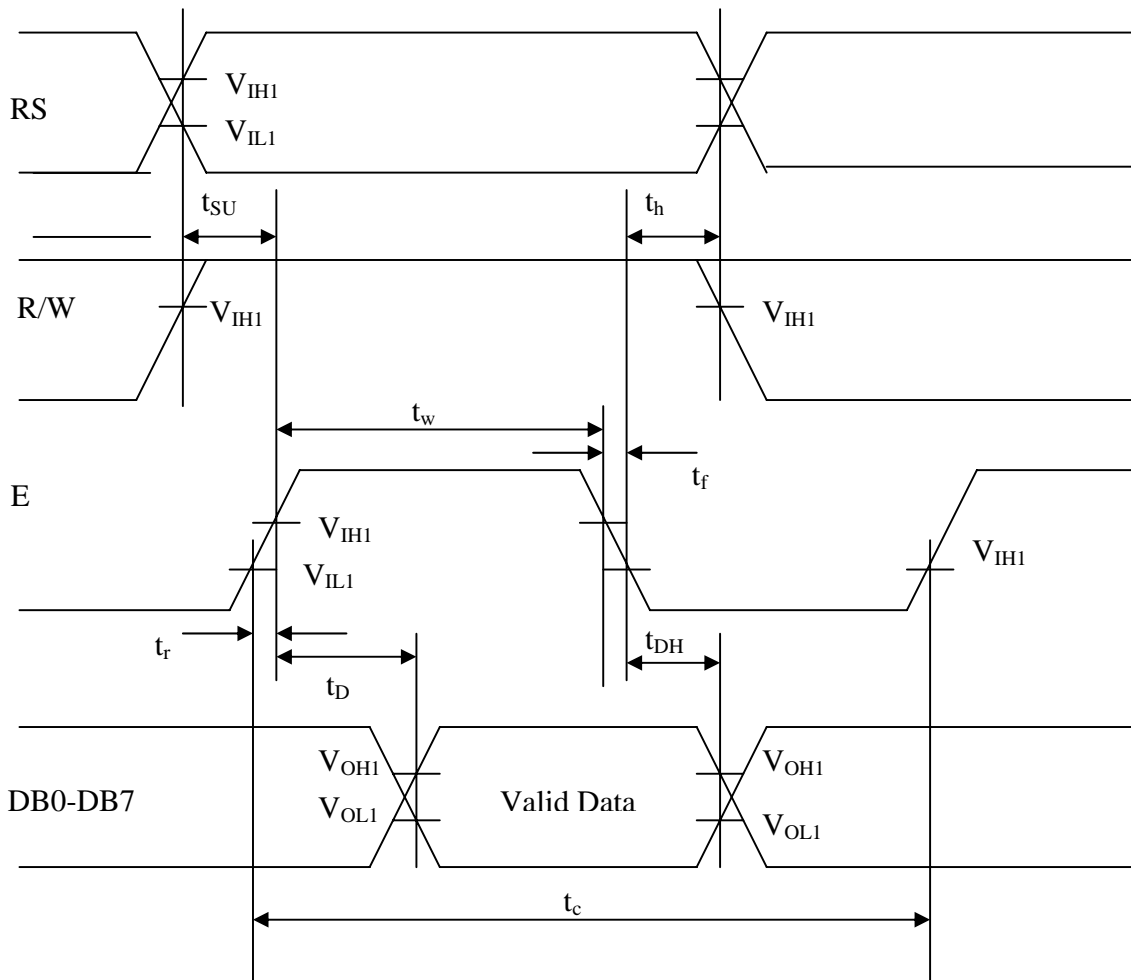 V_IH1
RS
V_IL1
t_SU
t_h
R/W
V_IH1
V_IH1
t_w
t_f
E
V_IH1
V_IH1
V_IL1
t_r
t_DH
t_D
V_OH1
V_OH1
DB0-DB7
Valid Data
V_OL1
V_OL1
t_c